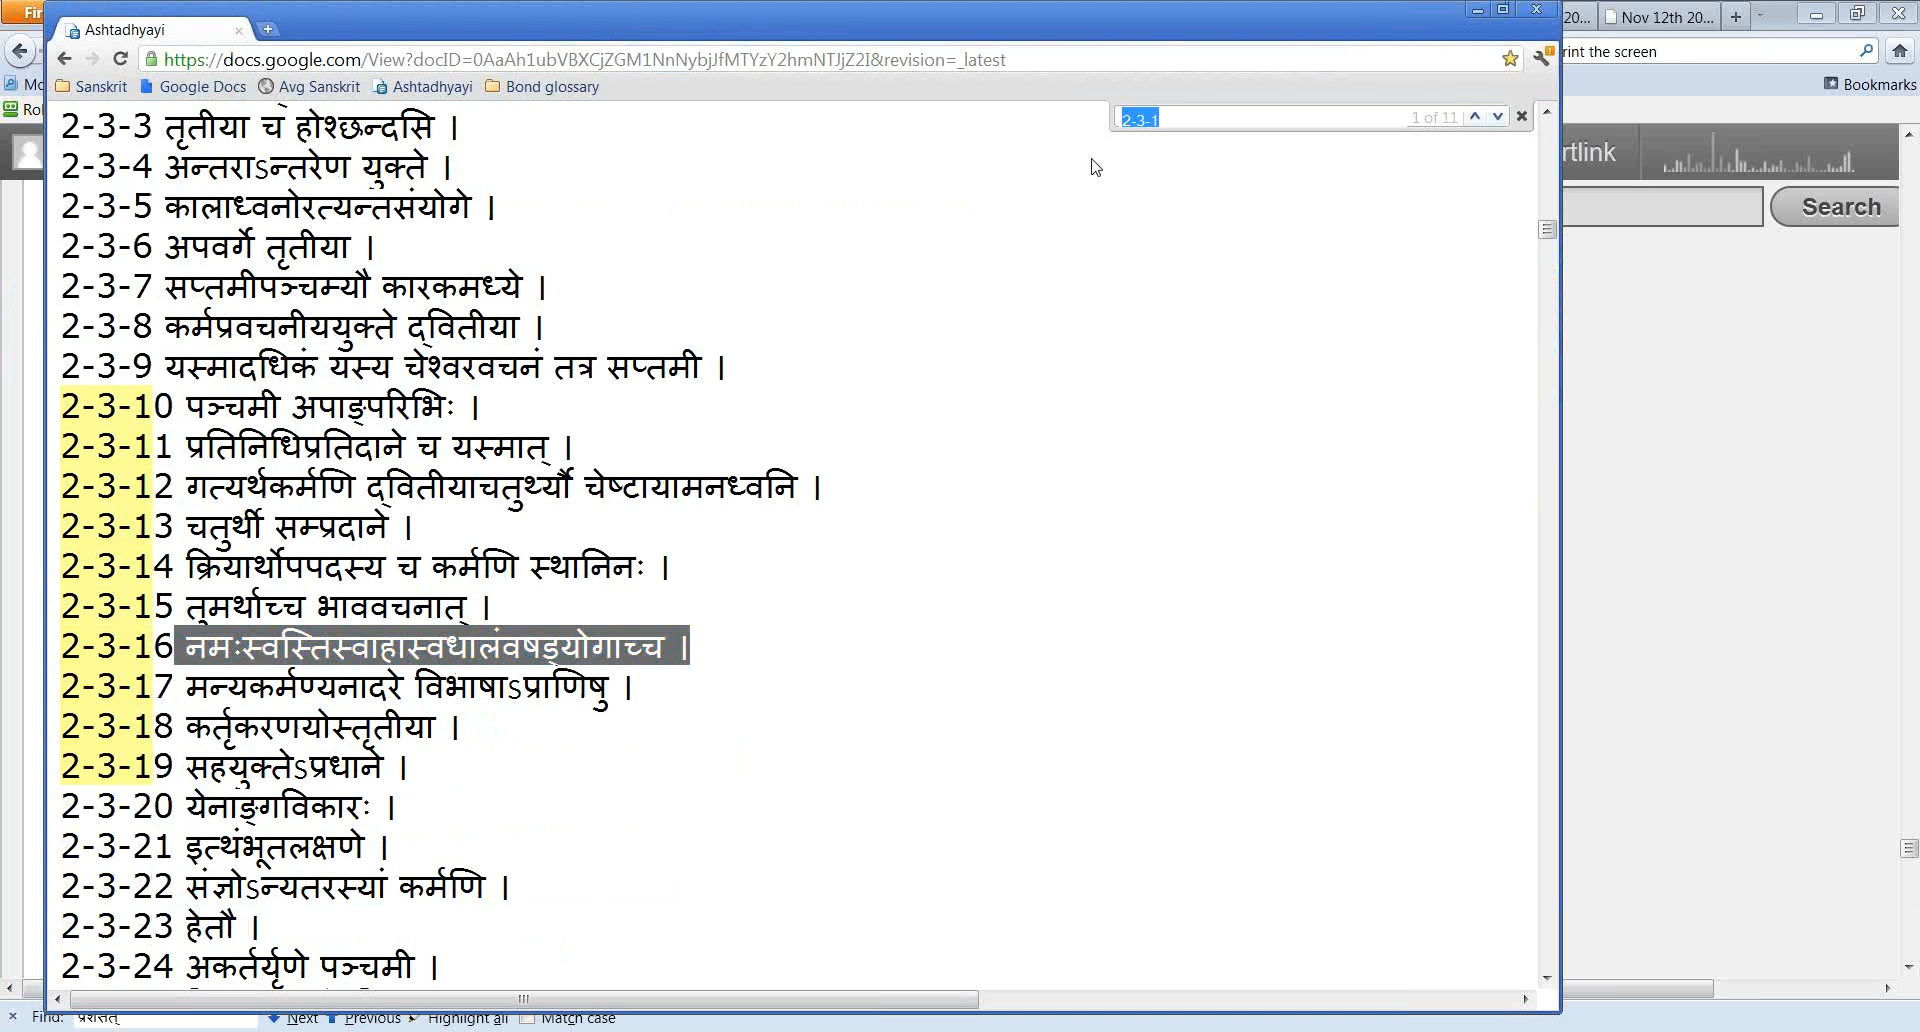 Fir
Ashtadhyayi
20...
Nov 12th 20...
https://docs.google.com/View?docID=0AaAh1ubVBXCjZGM1NnNybjJfMTYzY2hmNTJjZ2I&revision=_latest
rint the screen
Sanskrit
Google Docs
Avg Sanskrit
Ashtadhyayi
Bond glossary
Bookmarks
2-3-1
1 of 11
rtlink
Search
2-3-3 तृतीया च होश्छन्दसि |
2-3-4 अन्तराऽन्तरेण युक्ते |
2-3-5 कालाध्वनोरत्यन्तसंयोगे |
2-3-6 अपवर्गे तृतीया |
2-3-7 सप्तमीपञ्चम्यौ कारकमध्ये |
2-3-8 कर्मप्रवचनीययुक्ते द्वितीया |
2-3-9 यस्मादधिकं यस्य चेश्वरवचनं तत्र सप्तमी |
2-3-10 पञ्चमी अपाङ्परिभिः |
2-3-11 प्रतिनिधिप्रतिदाने च यस्मात् |
2-3-12 गत्यर्थकर्मणि द्वितीयाचतुर्थ्यौ चेष्टायामनध्वनि |
2-3-13 चतुर्थी सम्प्रदाने |
2-3-14 क्रियार्थोपपदस्य च कर्मणि स्थानिनः |
2-3-15 तुमर्थाच्च भाववचनात् |
2-3-16 नमःस्वस्तिस्वाहास्वधालंवषड्योगाच्च |
2-3-17 मन्यकर्मण्यनादरे विभाषाऽप्राणिषु |
2-3-18 कर्तृकरणयोस्तृतीया |
2-3-19 सहयुक्तेऽप्रधाने |
2-3-20 येनाङ्गविकारः |
2-3-21 इत्थंभूतलक्षणे |
2-3-22 संज्ञोऽन्यतरस्यां कर्मणि |
2-3-23 हेतौ |
2-3-24 अकर्तर्यृणे पञ्चमी |
Find:
Next
Previous
Highlight all
Match case